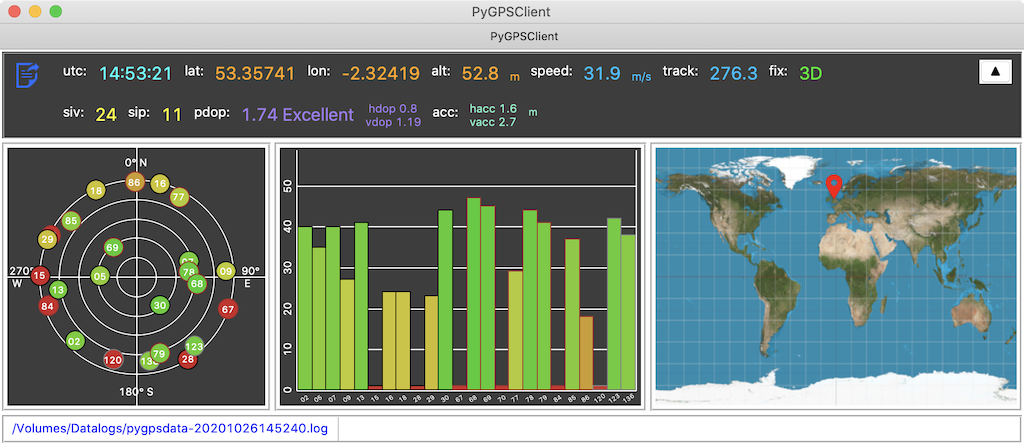 PyGPSClient
PyGPSClient
utc: 14:53:21 lat: 53.35741 lon: -2.32419 alt: 52.8 m speed: 31.9 m/s track: 276.3 fix: 3D ▲
siv: 24 sip: 11 pdop: 1.74 Excellent hdop 0.8 acc: hacc 1.6 m
vdop 1.19 vacc 2.7
0° N
86 16
18 77
85
29
69
07
270° 15 05 78 09 90°
W 13 68 E
84 30 67
02 123
120 13 79 28
180° S
50
40
30
20
10
0
02 05 07 09 13 15 16 18 28 29 30 67 68 69 70 77 78 79 84 85 86 120 123 136
/Volumes/Datalogs/pygpsdata-20201026145240.log